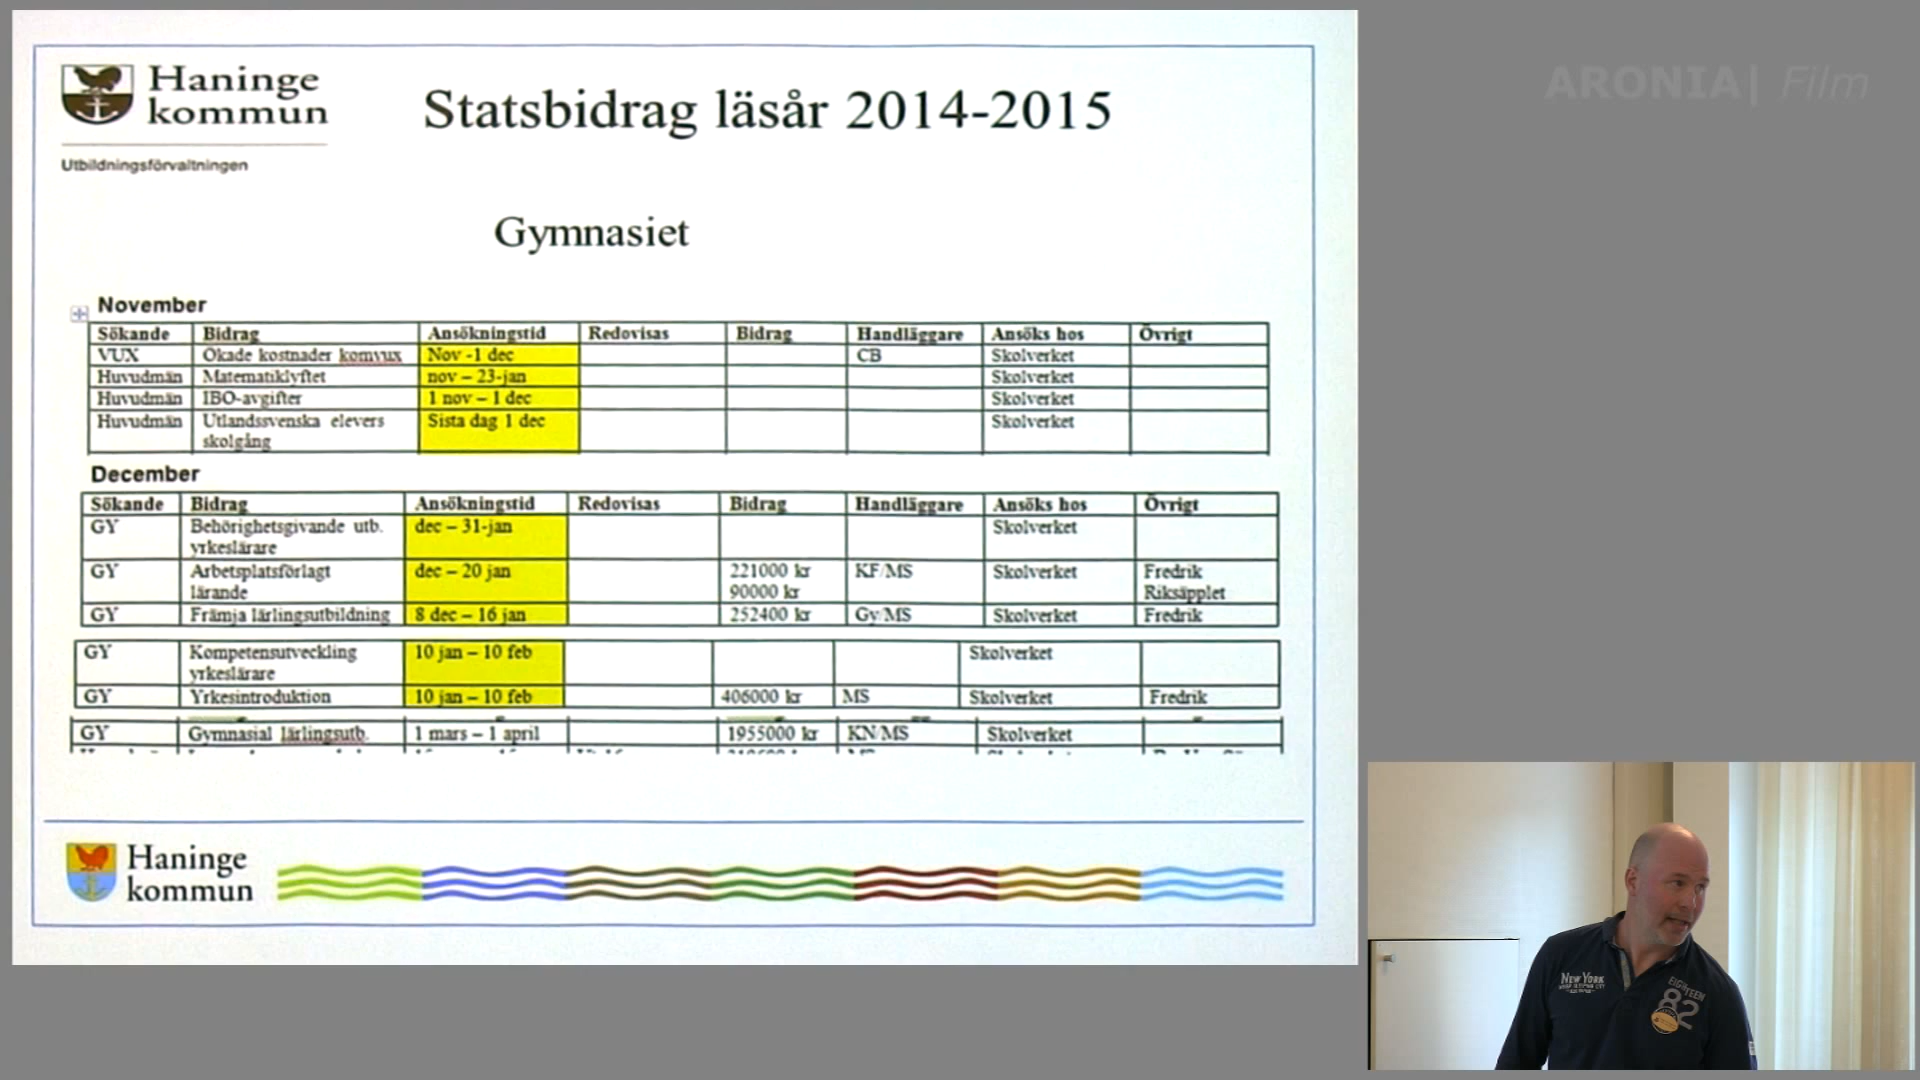 ARONIA| Film
Haninge
kommun
Utbildningsförvaltningen
Statsbidrag läsår 2014-2015
Gymnasiet
November
Sökande Bidrag Ansökningstid Redovisas Bidrag Handläggare Ansöks hos Övrigt
VUX Ökade kostnader komvux Nov -1 dec CB Skolverket
Huvudmän Matematiklyftet nov – 23-jan Skolverket
Huvudmän IBO-avgifter 1 nov – 1 dec Skolverket
Huvudmän Utlandssvenska elevers Sista dag 1 dec Skolverket
skolgång
December
Sökande Bidrag Ansökningstid Redovisas Bidrag Handläggare Ansöks hos Övrigt
GY Behörighetsgivande utb. dec – 31-jan Skolverket
yrkeslärare
GY Arbetsplatsförlagt dec – 20 jan 221000 kr KF/MS Skolverket Fredrik
lärande 90000 kr Riksäpplet
GY Främja lärlingsutbildning 8 dec – 16 jan 252400 kr Gy/MS Skolverket Fredrik
GY Kompetensutveckling 10 jan – 10 feb Skolverket
yrkeslärare
GY Yrkesintroduktion 10 jan – 10 feb 406000 kr MS Skolverket Fredrik
GY Gymnasial lärlingsutb. 1 mars – 1 april 1955000 kr KN/MS Skolverket
Haninge
kommun
NEW YORK
EIGHTEEN
82